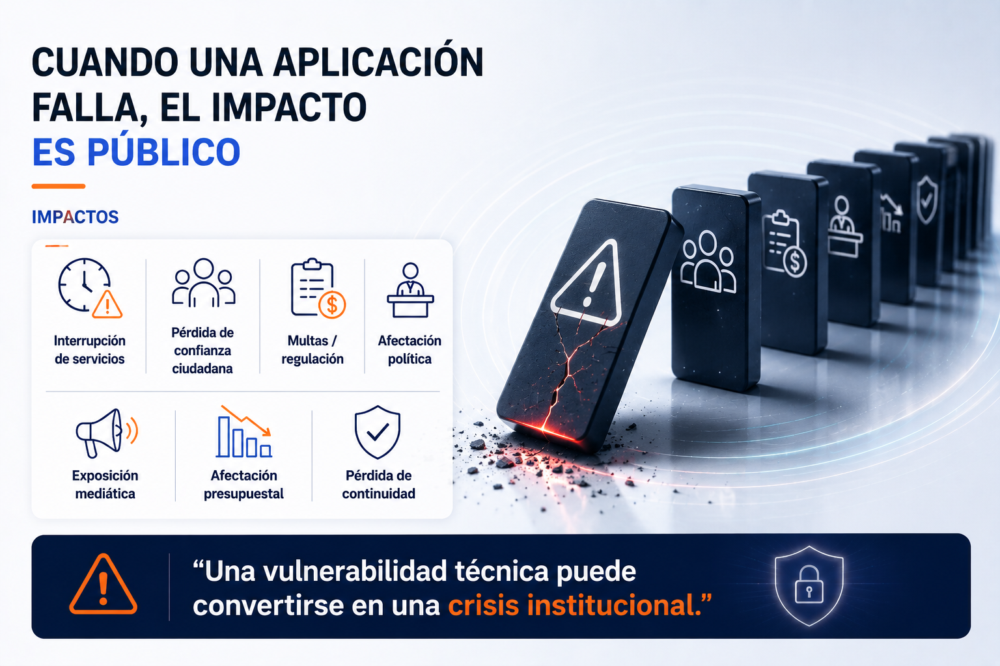 CUANDO UNA APLICACIÓN
FALLA, EL IMPACTO
ES PÚBLICO
IMPACTOS
Interrupción
de servicios
Pérdida de
confianza
ciudadana
Multas /
regulación
Afectación
política
Exposición
mediática
Afectación
presupuestal
Pérdida de
continuidad
“Una vulnerabilidad técnica puede
convertirse en una crisis institucional.”